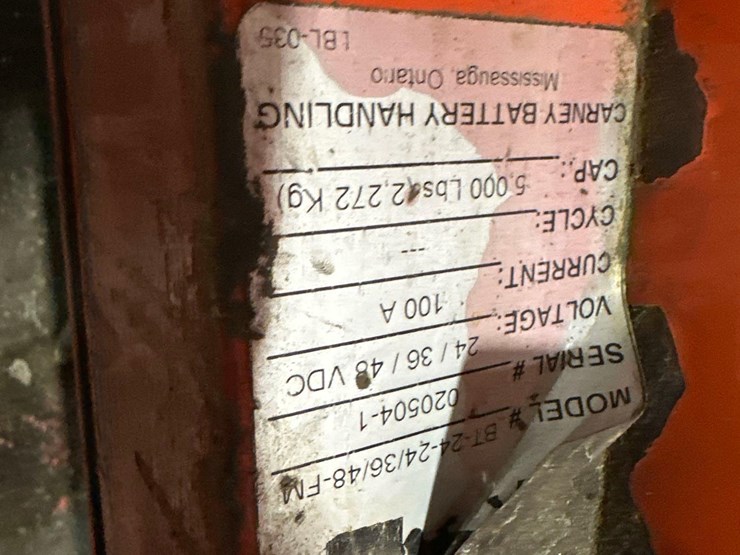 MODEL # BT-24-24/36/48-FM
SERIAL # 020504-1
VOLTAGE: 24 / 36 / 48 VDC
CURRENT: 100 A
CYCLE: ---
CAP.: 5,000 Lbs (2,272 Kg)
CARNEY BATTERY HANDLING
Mississauga, Ontario
LBL-035